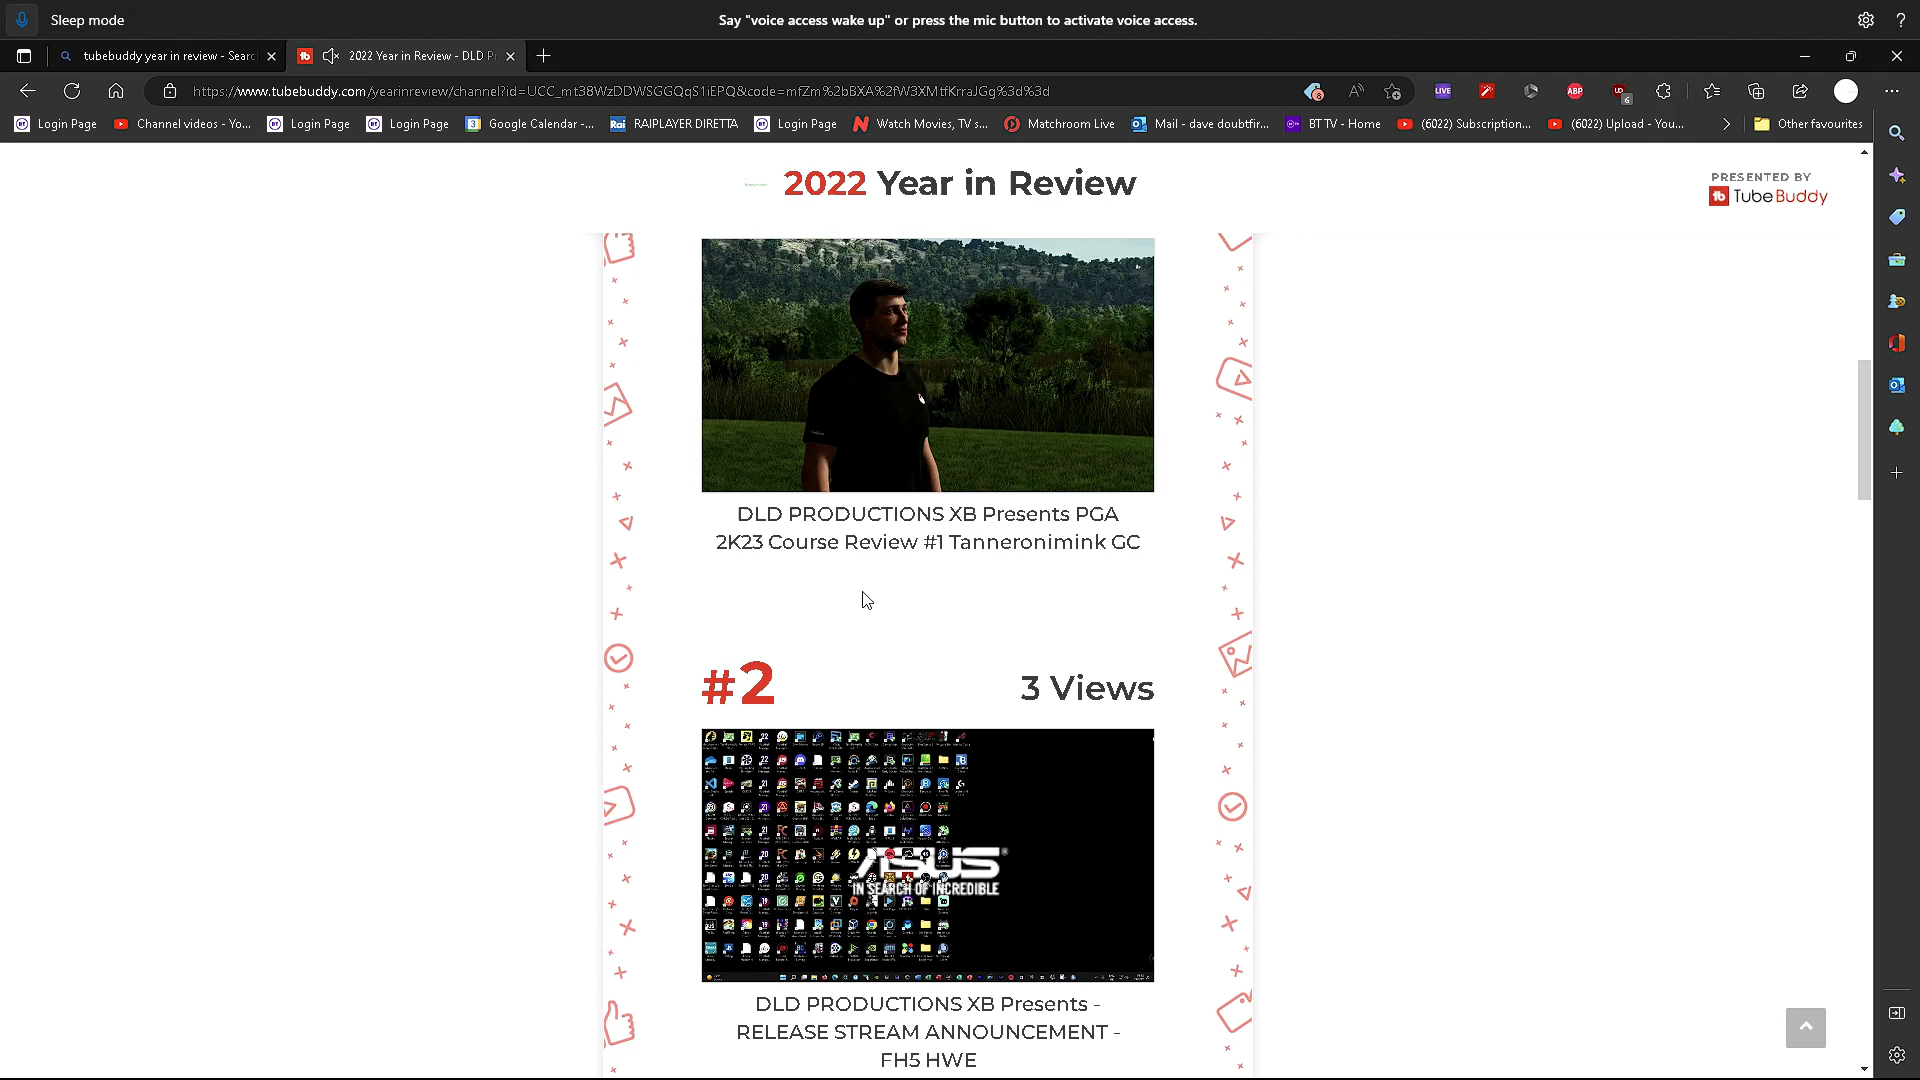 Sleep mode
Say "voice access wake up" or press the mic button to activate voice access.
tubebuddy year in review - Searc
2022 Year in Review - DLD P
https://www.tubebuddy.com/yearinreview/channel?id=UCC_mt38WzDDWSGGQqS1iEPQ&code=mfZm%2bBXA%2fW3XMtfKrraJGg%3d%3d
LIVE
ABP
6
Login Page
Channel videos - Yo...
Login Page
Login Page
Google Calendar -...
RAIPLAYER DIRETTA
Login Page
Watch Movies, TV s...
Matchroom Live
Mail - dave doubtfir...
BT TV - Home
(6022) Subscription...
(6022) Upload - You...
Other favourites
2022 Year in Review
PRESENTED BY
TubeBuddy
DLD PRODUCTIONS XB Presents PGA
2K23 Course Review #1 Tanneronimink GC
#2
3 Views
ASUS
IN SEARCH OF INCREDIBLE
DLD PRODUCTIONS XB Presents -
RELEASE STREAM ANNOUNCEMENT -
FH5 HWE